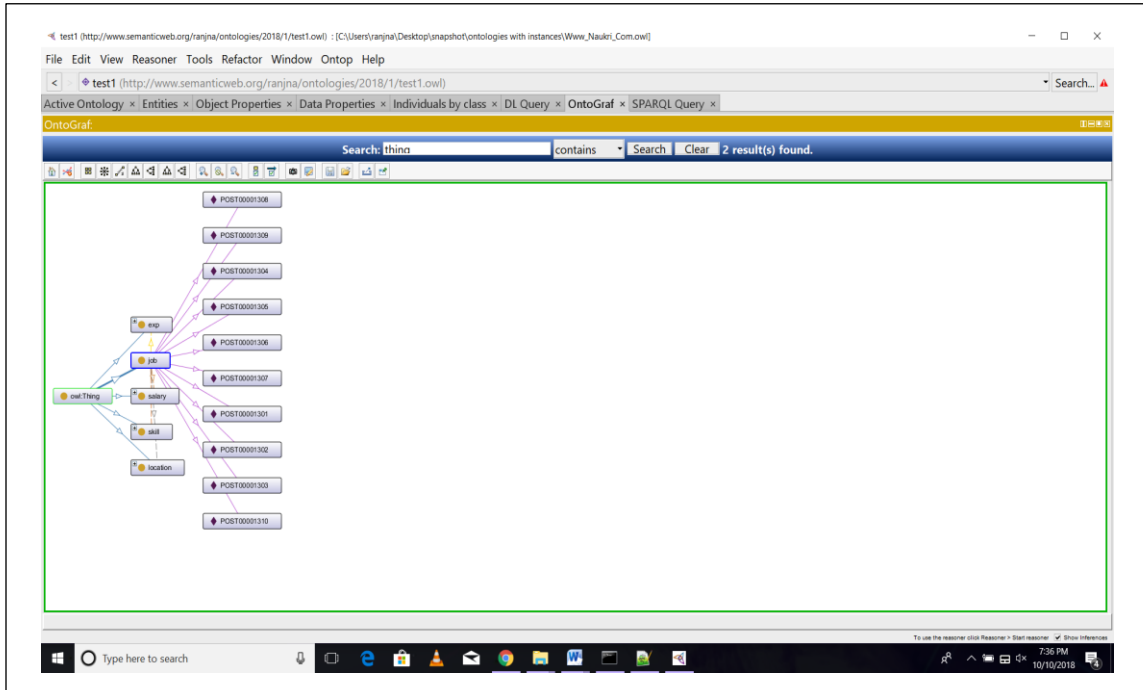 test1 (http://www.semanticweb.org/ranjna/ontologies/2018/1/test1.owl) : [C:\Users\ranjna\Desktop\snapshot\ontologies with instances\Www_Naukri_Com.owl]
File Edit View Reasoner Tools Refactor Window Ontop Help
< > test1 (http://www.semanticweb.org/ranjna/ontologies/2018/1/test1.owl) Search...
Active Ontology × Entities × Object Properties × Data Properties × Individuals by class × DL Query × OntoGraf × SPARQL Query ×
OntoGraf:
Search: thing contains Search Clear 2 result(s) found.
POST00001308
POST00001309
POST00001304
POST00001305
exp
POST00001306
job
POST00001307
owl:Thing
salary
POST00001301
skill
POST00001302
location
POST00001303
POST00001310
To use the reasoner click Reasoner > Start reasoner Show Inferences
Type here to search
7:36 PM
10/10/2018
4